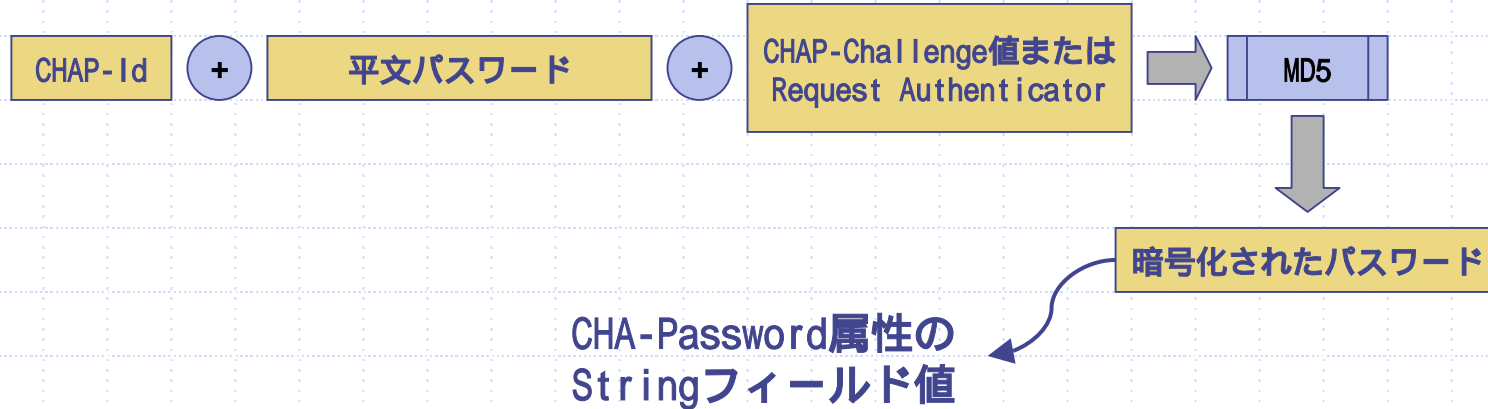 CHAP-Id
+
平文パスワード
+
CHAP-Challenge値または
Request Authenticator
MD5
暗号化されたパスワード
CHA-Password属性の
Stringフィールド値